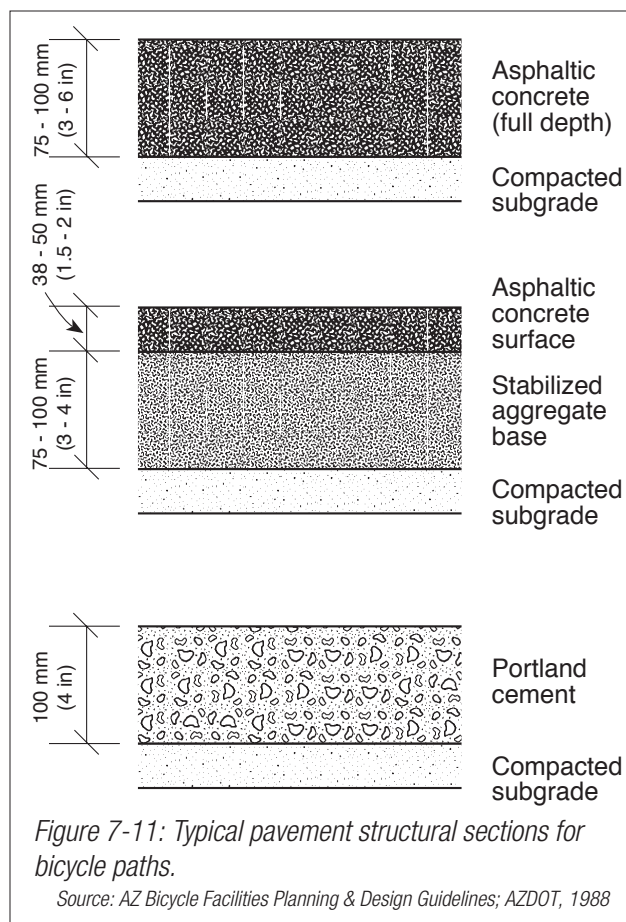 75 - 100 mm
(3 - 6 in)
Asphaltic
concrete
(full depth)
Compacted
subgrade
38 - 50 mm
(1.5 - 2 in)
Asphaltic
concrete
surface
75 - 100 mm
(3 - 4 in)
Stabilized
aggregate
base
Compacted
subgrade
100 mm
(4 in)
Portland
cement
Compacted
subgrade
Figure 7-11: Typical pavement structural sections for
bicycle paths.
Source: AZ Bicycle Facilities Planning & Design Guidelines; AZDOT, 1988